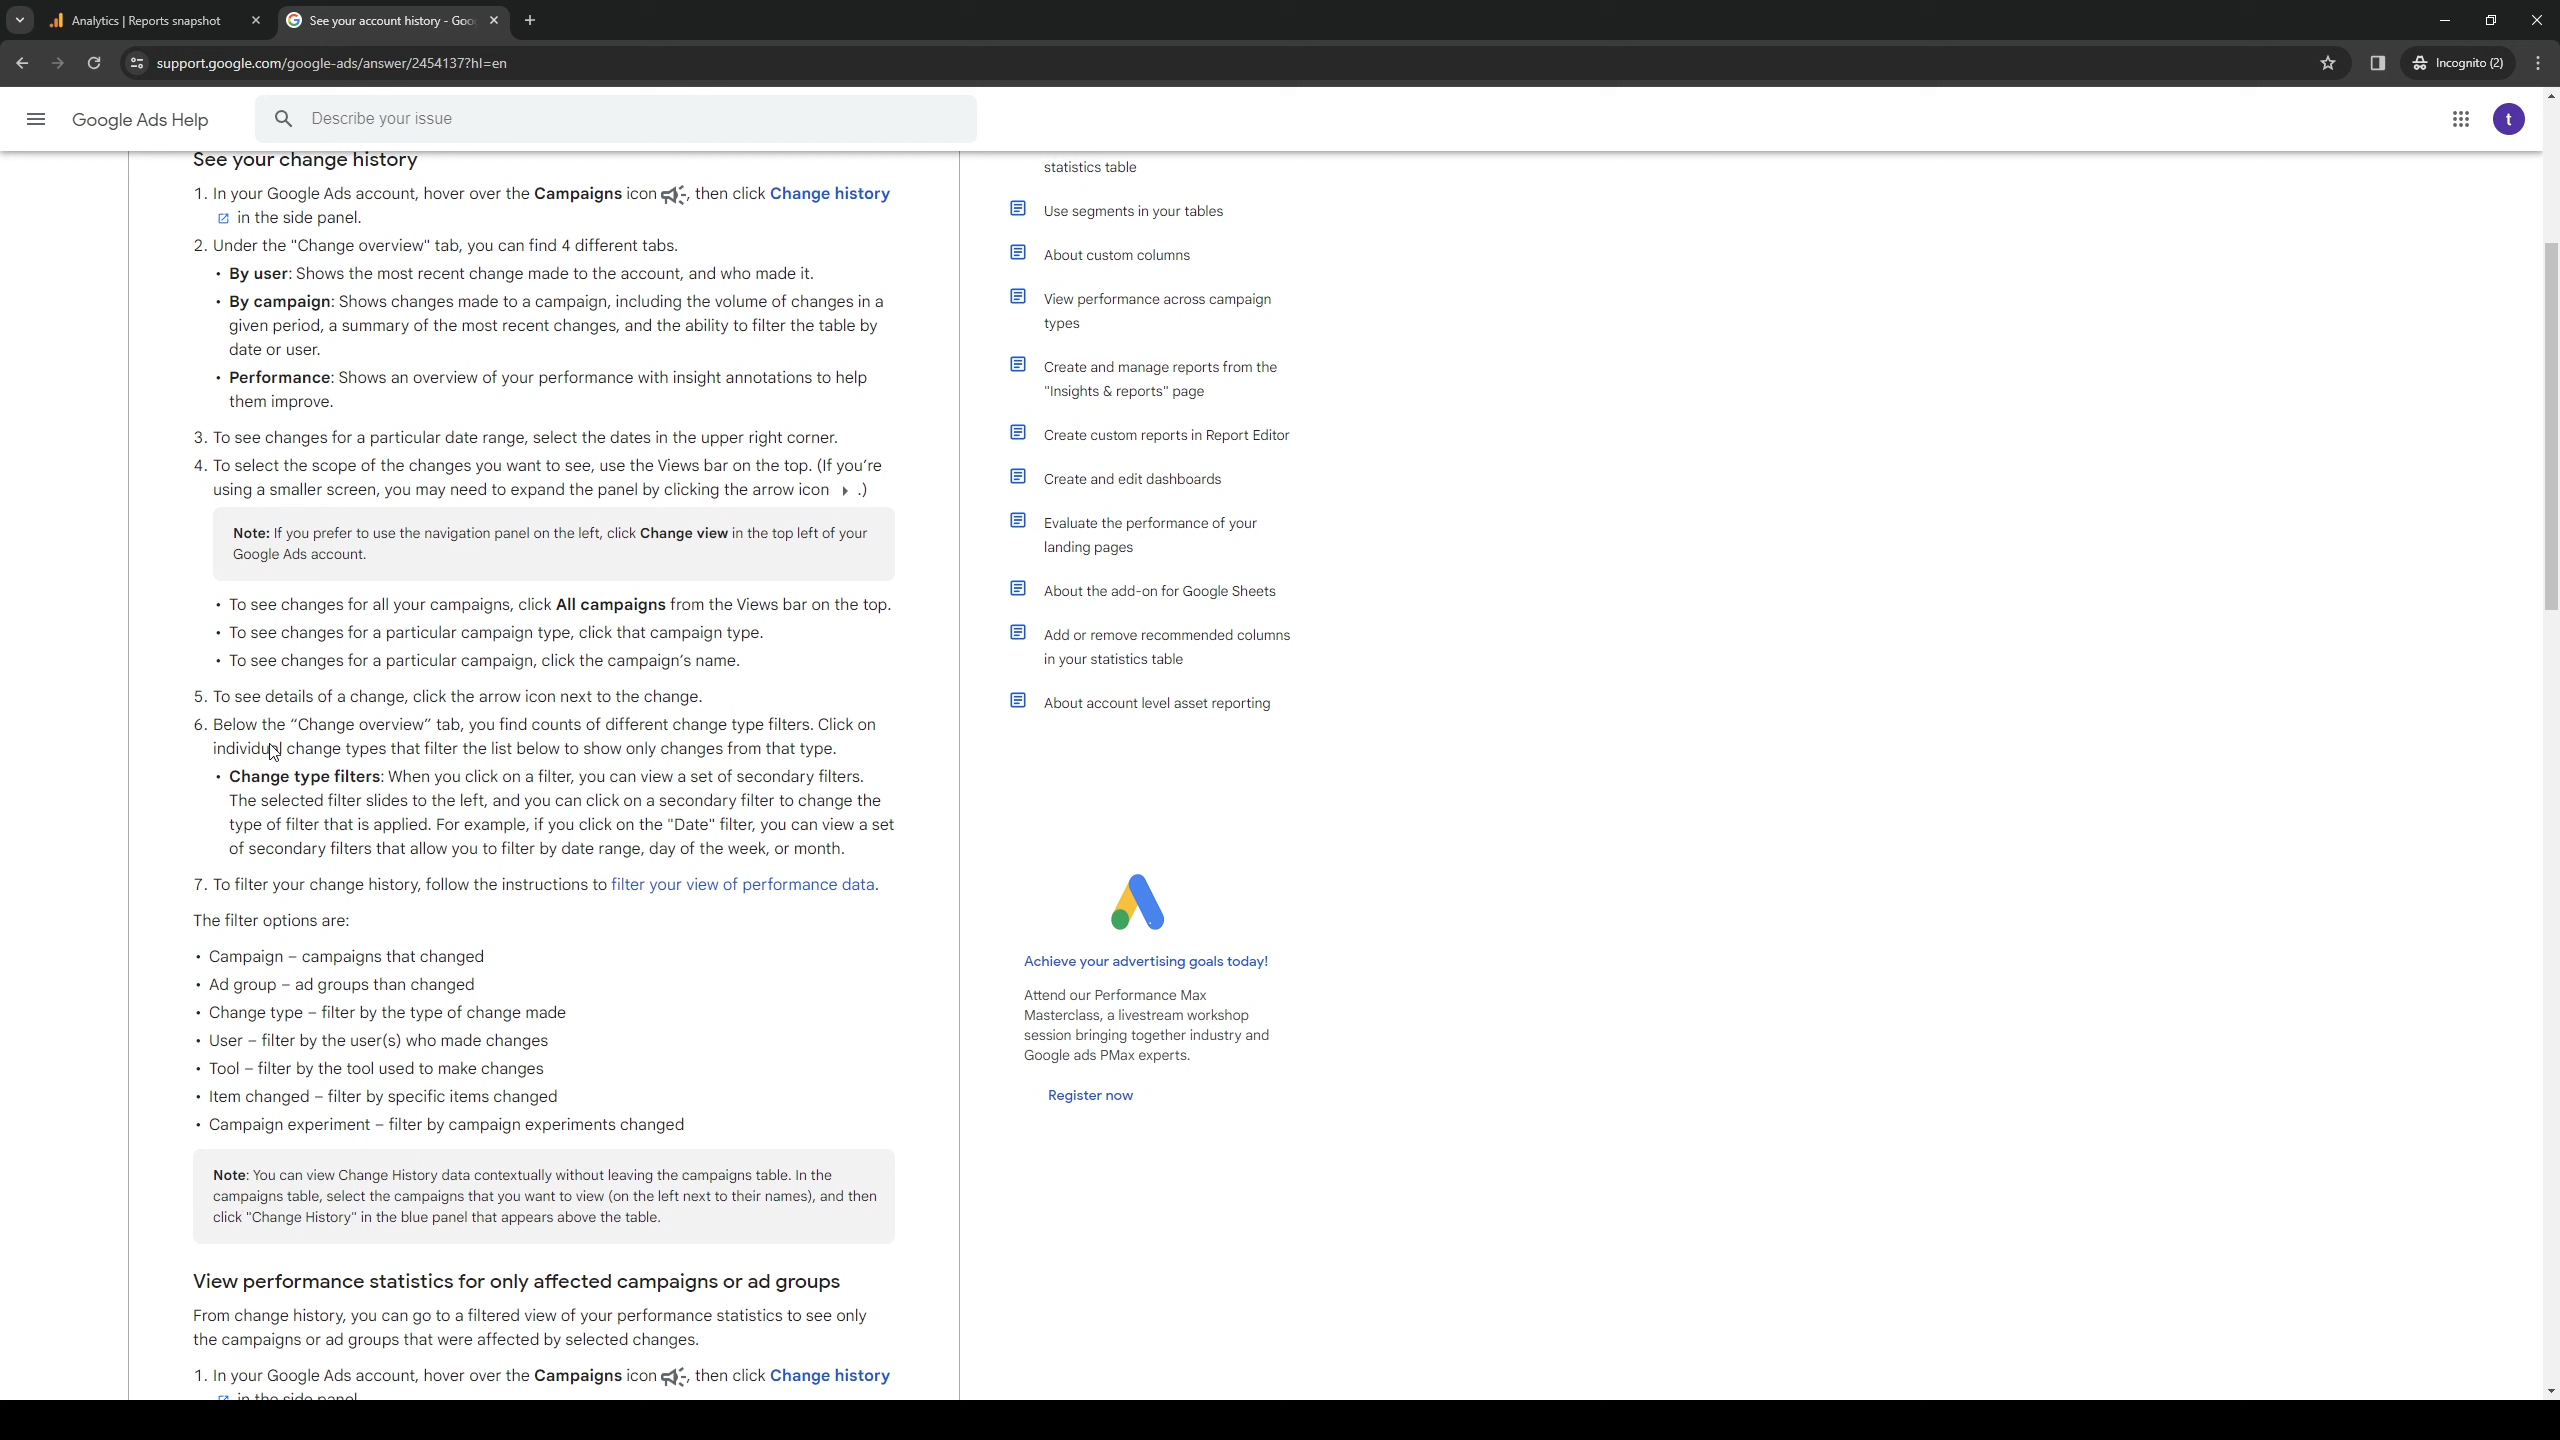 Analytics | Reports snapshot
See your account history - Goo
support.google.com/google-ads/answer/2454137?hl=en
Incognito (2)
Google Ads Help
Describe your issue
t
See your change history
1. In your Google Ads account, hover over the Campaigns icon, then click Change history
in the side panel.
2. Under the "Change overview" tab, you can find 4 different tabs.
• By user: Shows the most recent change made to the account, and who made it.
• By campaign: Shows changes made to a campaign, including the volume of changes in a
given period, a summary of the most recent changes, and the ability to filter the table by
date or user.
• Performance: Shows an overview of your performance with insight annotations to help
them improve.
3. To see changes for a particular date range, select the dates in the upper right corner.
4. To select the scope of the changes you want to see, use the Views bar on the top. (If you’re
using a smaller screen, you may need to expand the panel by clicking the arrow icon .)
Note: If you prefer to use the navigation panel on the left, click Change view in the top left of your
Google Ads account.
• To see changes for all your campaigns, click All campaigns from the Views bar on the top.
• To see changes for a particular campaign type, click that campaign type.
• To see changes for a particular campaign, click the campaign’s name.
5. To see details of a change, click the arrow icon next to the change.
6. Below the “Change overview” tab, you find counts of different change type filters. Click on
individual change types that filter the list below to show only changes from that type.
• Change type filters: When you click on a filter, you can view a set of secondary filters.
The selected filter slides to the left, and you can click on a secondary filter to change the
type of filter that is applied. For example, if you click on the "Date" filter, you can view a set
of secondary filters that allow you to filter by date range, day of the week, or month.
7. To filter your change history, follow the instructions to filter your view of performance data.
The filter options are:
• Campaign – campaigns that changed
• Ad group – ad groups than changed
• Change type – filter by the type of change made
• User – filter by the user(s) who made changes
• Tool – filter by the tool used to make changes
• Item changed – filter by specific items changed
• Campaign experiment – filter by campaign experiments changed
Note: You can view Change History data contextually without leaving the campaigns table. In the
campaigns table, select the campaigns that you want to view (on the left next to their names), and then
click "Change History" in the blue panel that appears above the table.
View performance statistics for only affected campaigns or ad groups
From change history, you can go to a filtered view of your performance statistics to see only
the campaigns or ad groups that were affected by selected changes.
1. In your Google Ads account, hover over the Campaigns icon, then click Change history
in the side panel
statistics table
Use segments in your tables
About custom columns
View performance across campaign
types
Create and manage reports from the
"Insights & reports" page
Create custom reports in Report Editor
Create and edit dashboards
Evaluate the performance of your
landing pages
About the add-on for Google Sheets
Add or remove recommended columns
in your statistics table
About account level asset reporting
Achieve your advertising goals today!
Attend our Performance Max
Masterclass, a livestream workshop
session bringing together industry and
Google ads PMax experts.
Register now